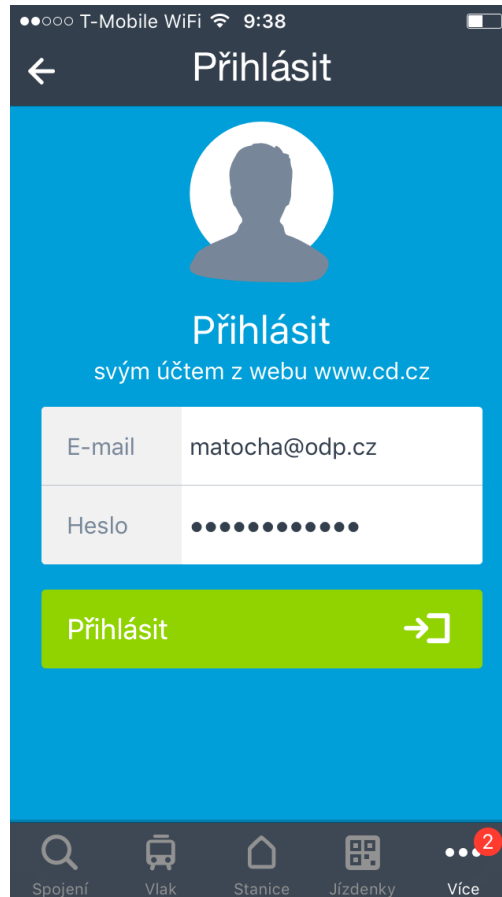 T-Mobile WiFi 9:38
Přihlásit
Přihlásit
svým účtem z webu www.cd.cz
E-mail matocha@odp.cz
Heslo ●●●●●●●●●●●●
Přihlásit
2
Spojení Vlak Stanice Jízdenky Více